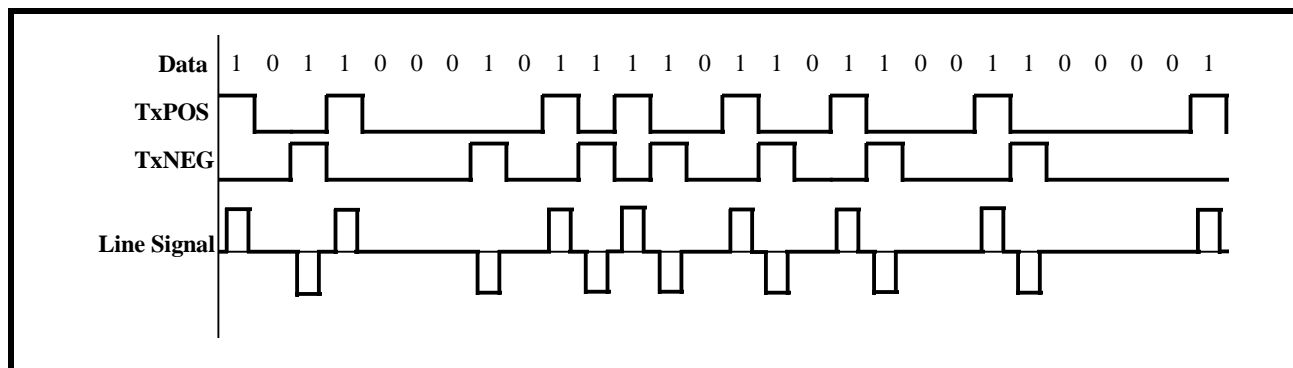 Data 1 0 1 1 0 0 0 1 0 1 1 1 1 0 1 1 0 1 1 0 0 1 1 0 0 0 0 1
TxPOS
TxNEG
Line Signal